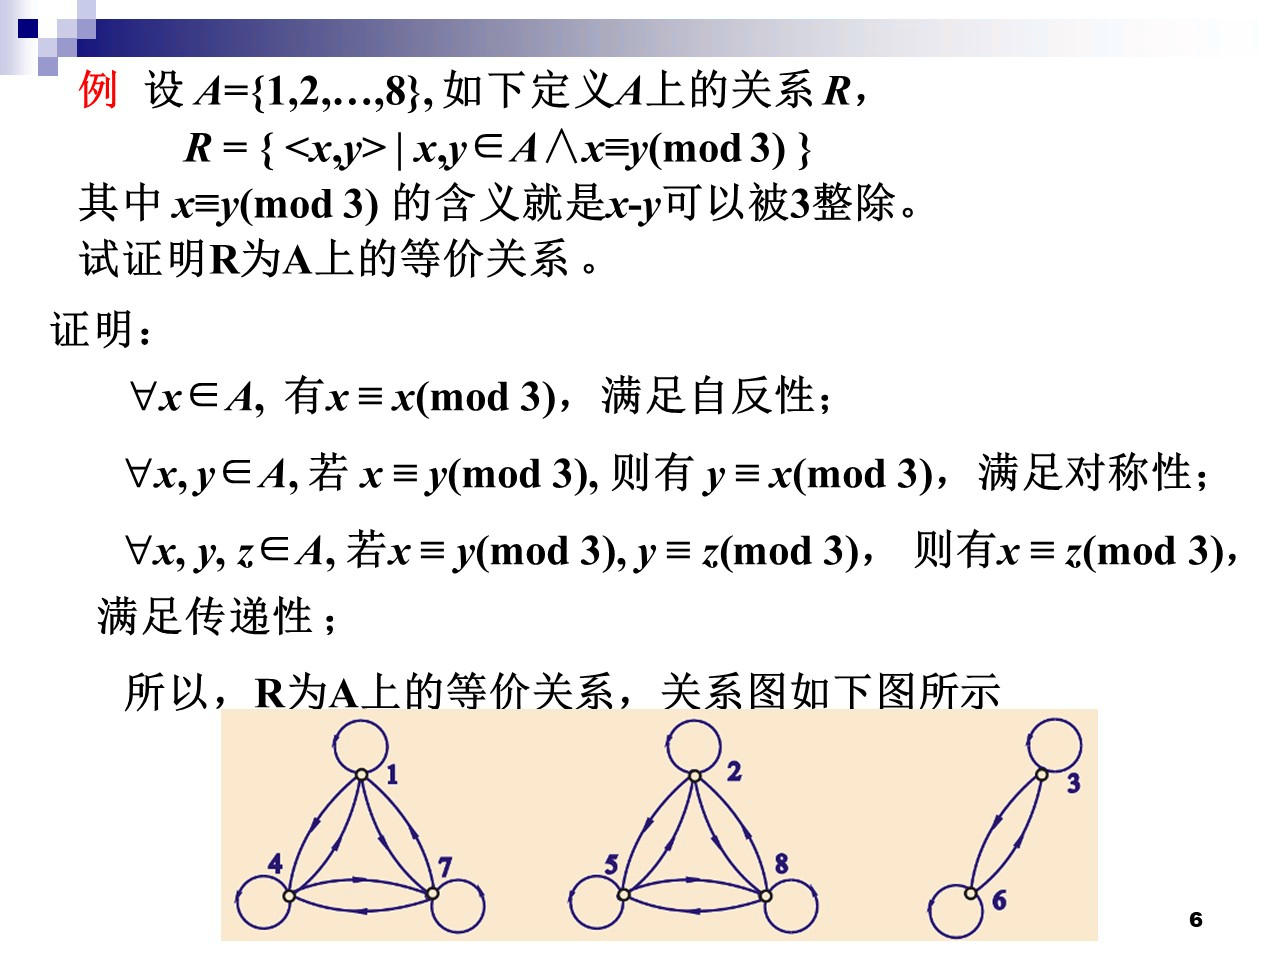 例 设 A={1,2,…,8}, 如下定义A上的关系 R，
R = { <x,y> | x,y∈A∧x≡y(mod 3) }
其中 x≡y(mod 3) 的含义就是x-y可以被3整除。
试证明R为A上的等价关系 。
证明：
∀x∈A, 有x ≡ x(mod 3)，满足自反性；
∀x, y∈A, 若 x ≡ y(mod 3), 则有 y ≡ x(mod 3)，满足对称性；
∀x, y, z∈A, 若x ≡ y(mod 3), y ≡ z(mod 3)， 则有x ≡ z(mod 3)，
满足传递性；
所以，R为A上的等价关系，关系图如下图所示
1 2 3
4 7 5 8
6
6